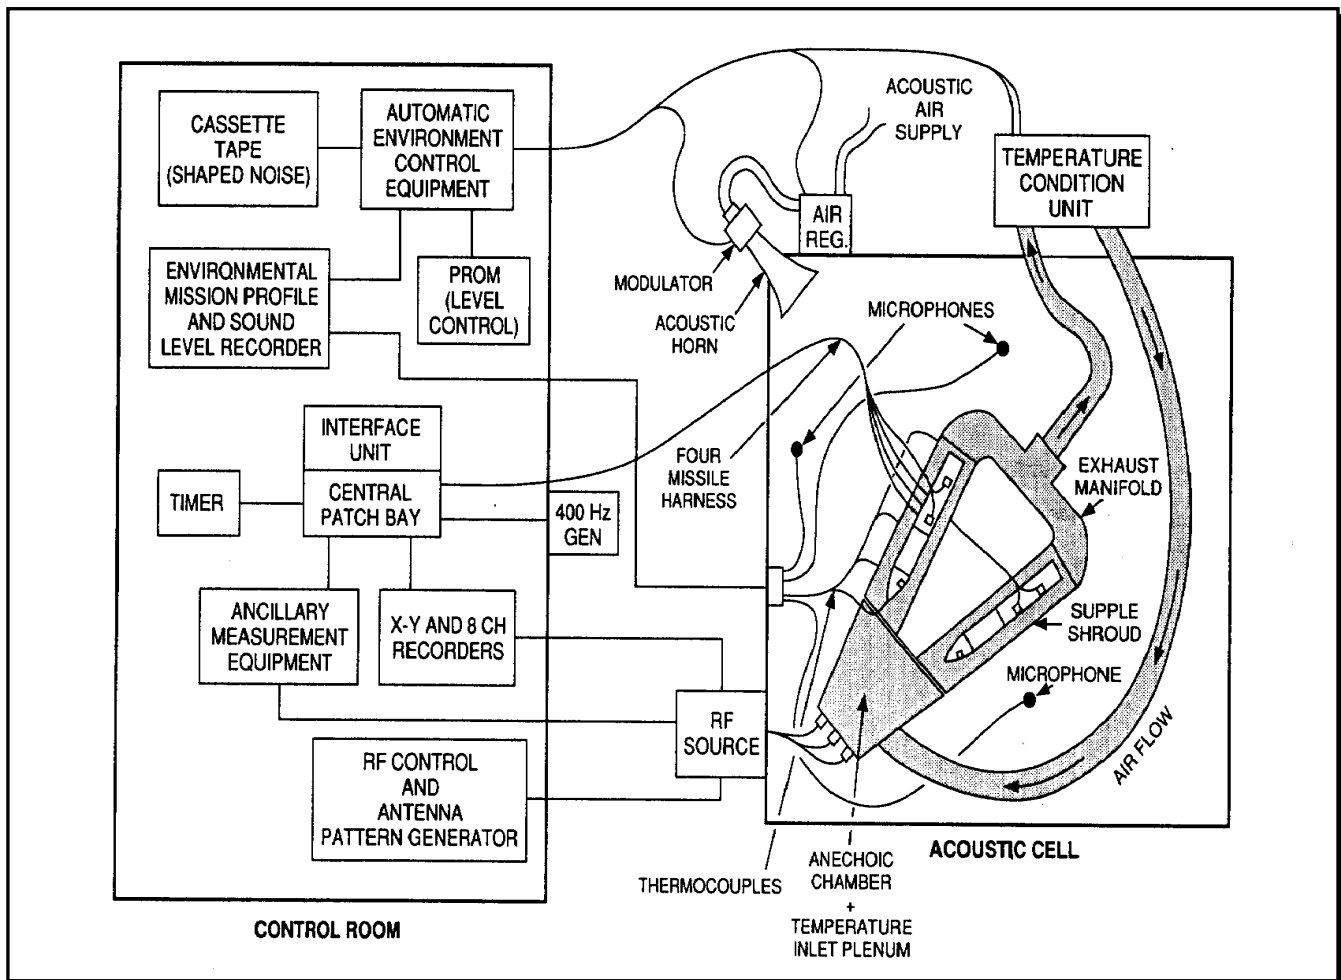 CASSETTE
TAPE
(SHAPED NOISE)
AUTOMATIC
ENVIRONMENT
CONTROL
EQUIPMENT
ENVIRONMENTAL
MISSION PROFILE
AND SOUND
LEVEL RECORDER
PROM
(LEVEL
CONTROL)
INTERFACE
UNIT
TIMER
CENTRAL
PATCH BAY
400 Hz
GEN
ANCILLARY
MEASUREMENT
EQUIPMENT
X-Y AND 8 CH
RECORDERS
RF
SOURCE
RF CONTROL
AND
ANTENNA
PATTERN GENERATOR
CONTROL ROOM
ACOUSTIC
AIR
SUPPLY
TEMPERATURE
CONDITION
UNIT
AIR
REG.
MODULATOR
ACOUSTIC
HORN
MICROPHONES
FOUR
MISSILE
HARNESS
EXHAUST
MANIFOLD
SUPPLE
SHROUD
MICROPHONE
AIR FLOW
ACOUSTIC CELL
THERMOCOUPLES
ANECHOIC
CHAMBER
+
TEMPERATURE
INLET PLENUM